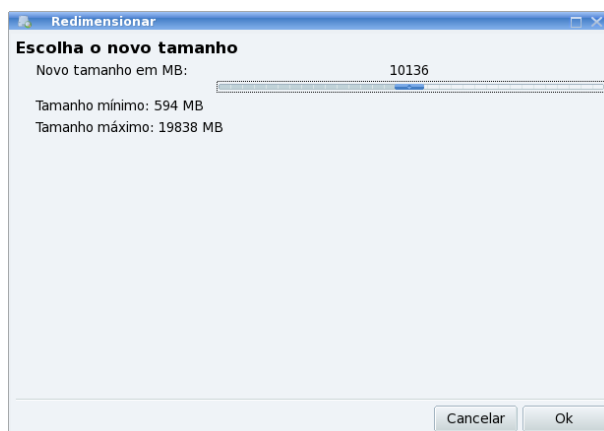 Redimensionar
Escolha o novo tamanho
Novo tamanho em MB: 10136
Tamanho mínimo: 594 MB
Tamanho máximo: 19838 MB
Cancelar Ok